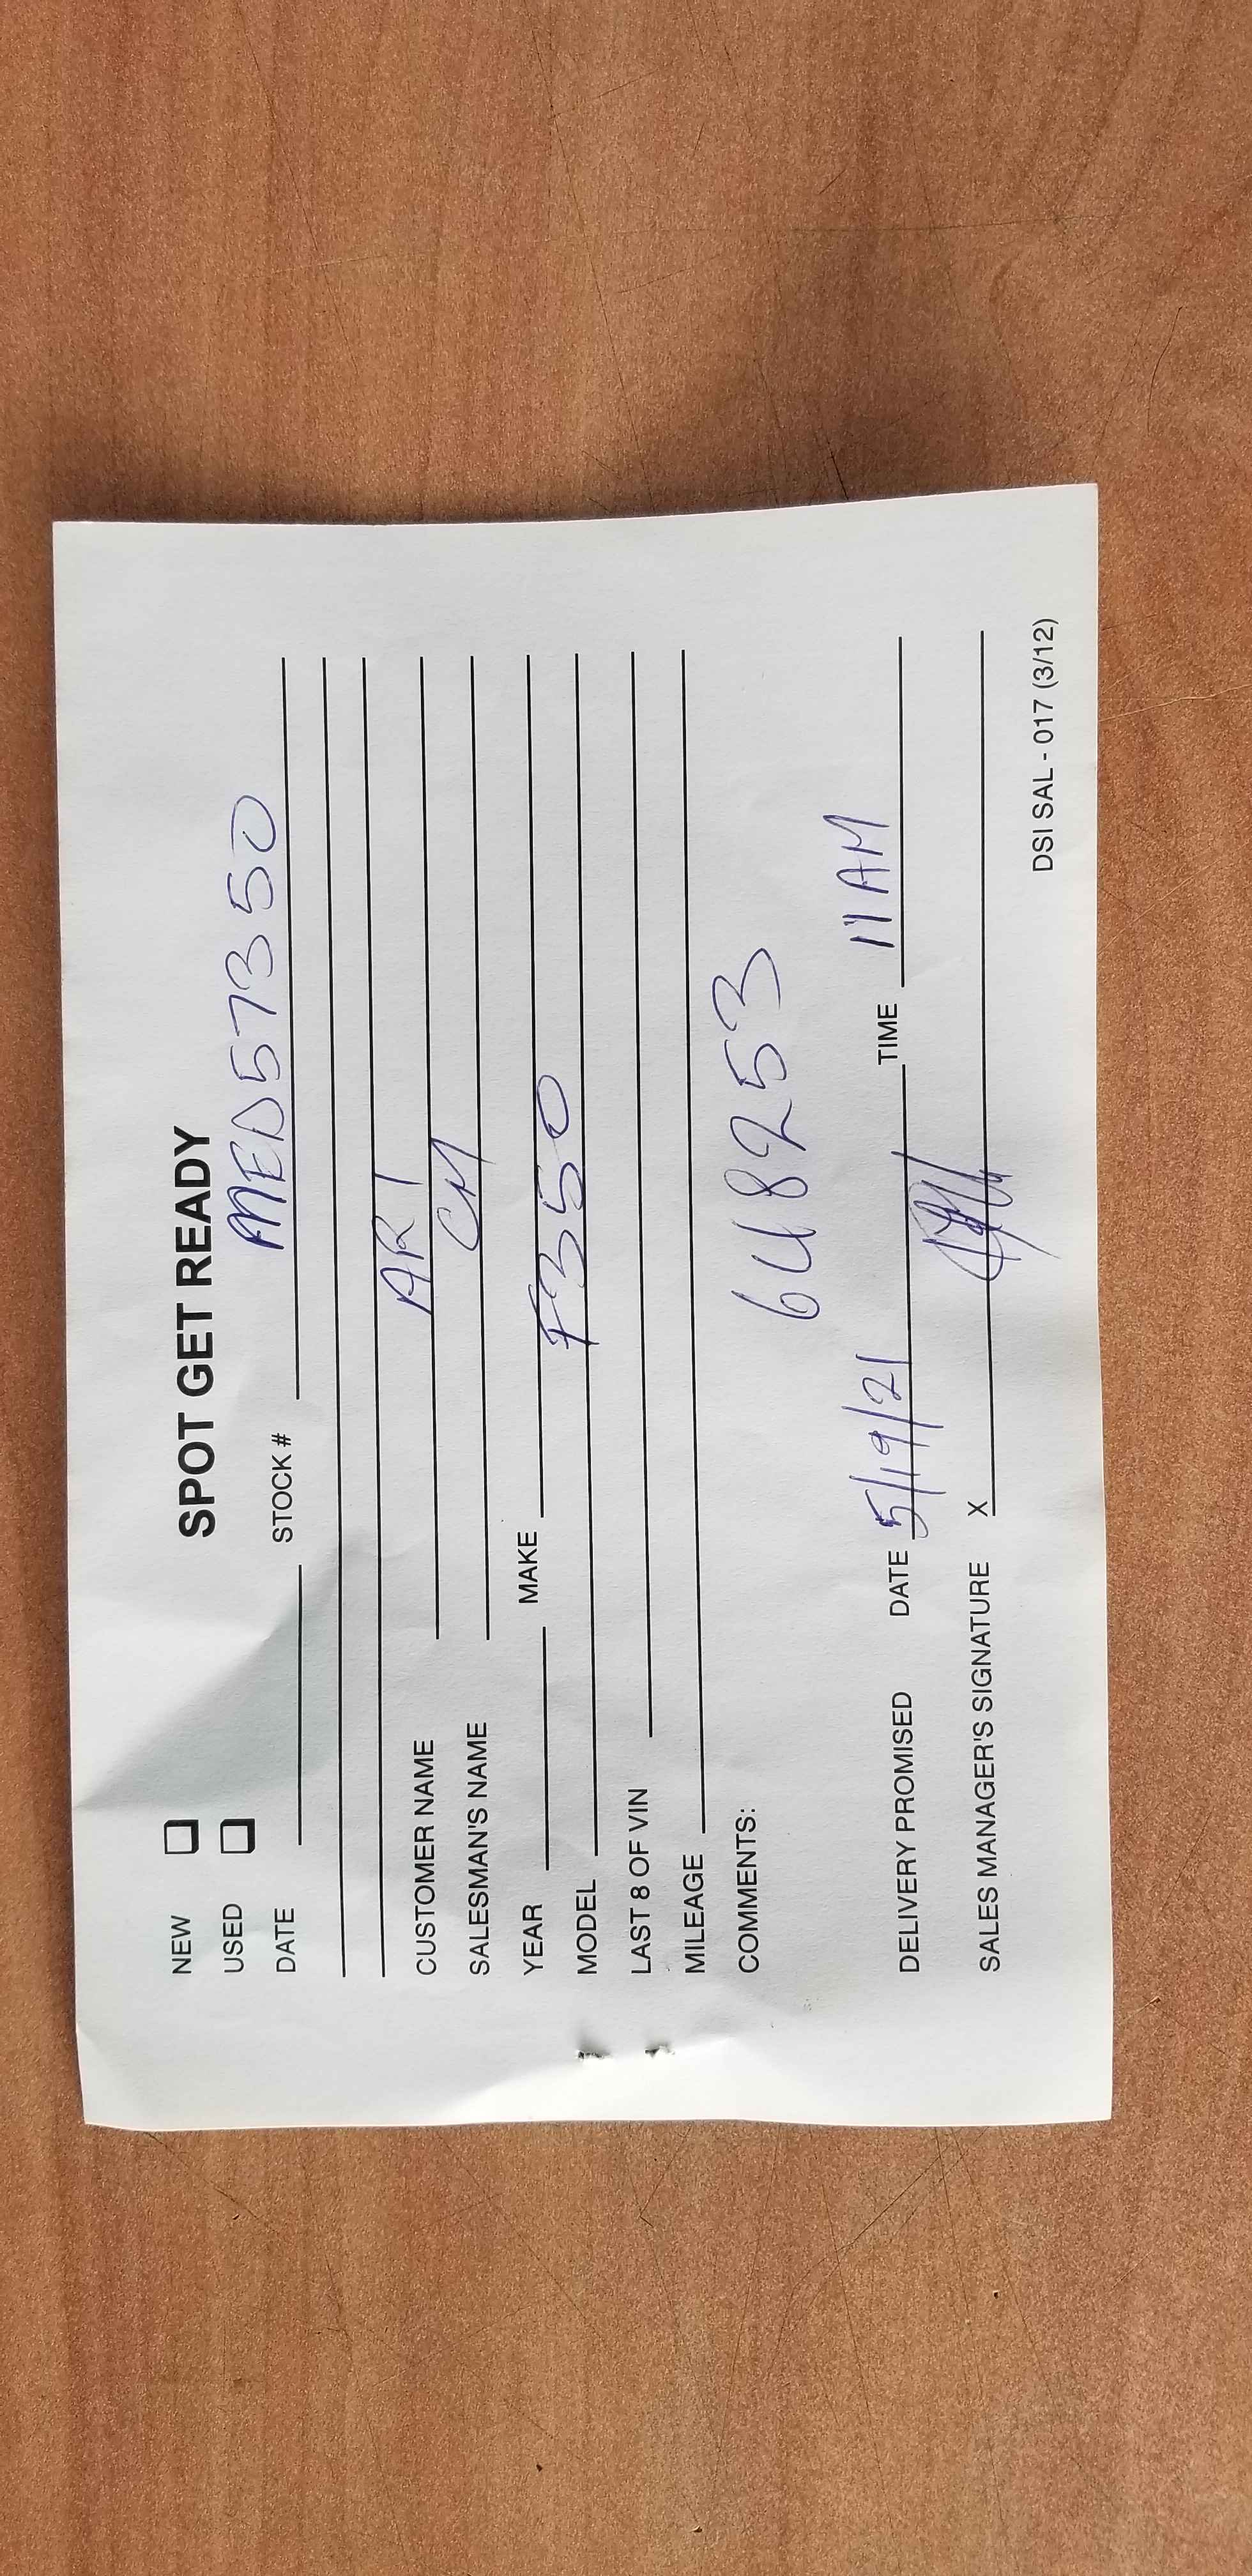 SPOT GET READY
NEW
USED
DATE STOCK # MED57350
CUSTOMER NAME ART
SALESMAN'S NAME CM
YEAR MAKE
MODEL F350
LAST 8 OF VIN
MILEAGE
COMMENTS:
648253
DELIVERY PROMISED DATE 5/19/21 TIME 11 AM
SALES MANAGER'S SIGNATURE X
DSI SAL - 017 (3/12)